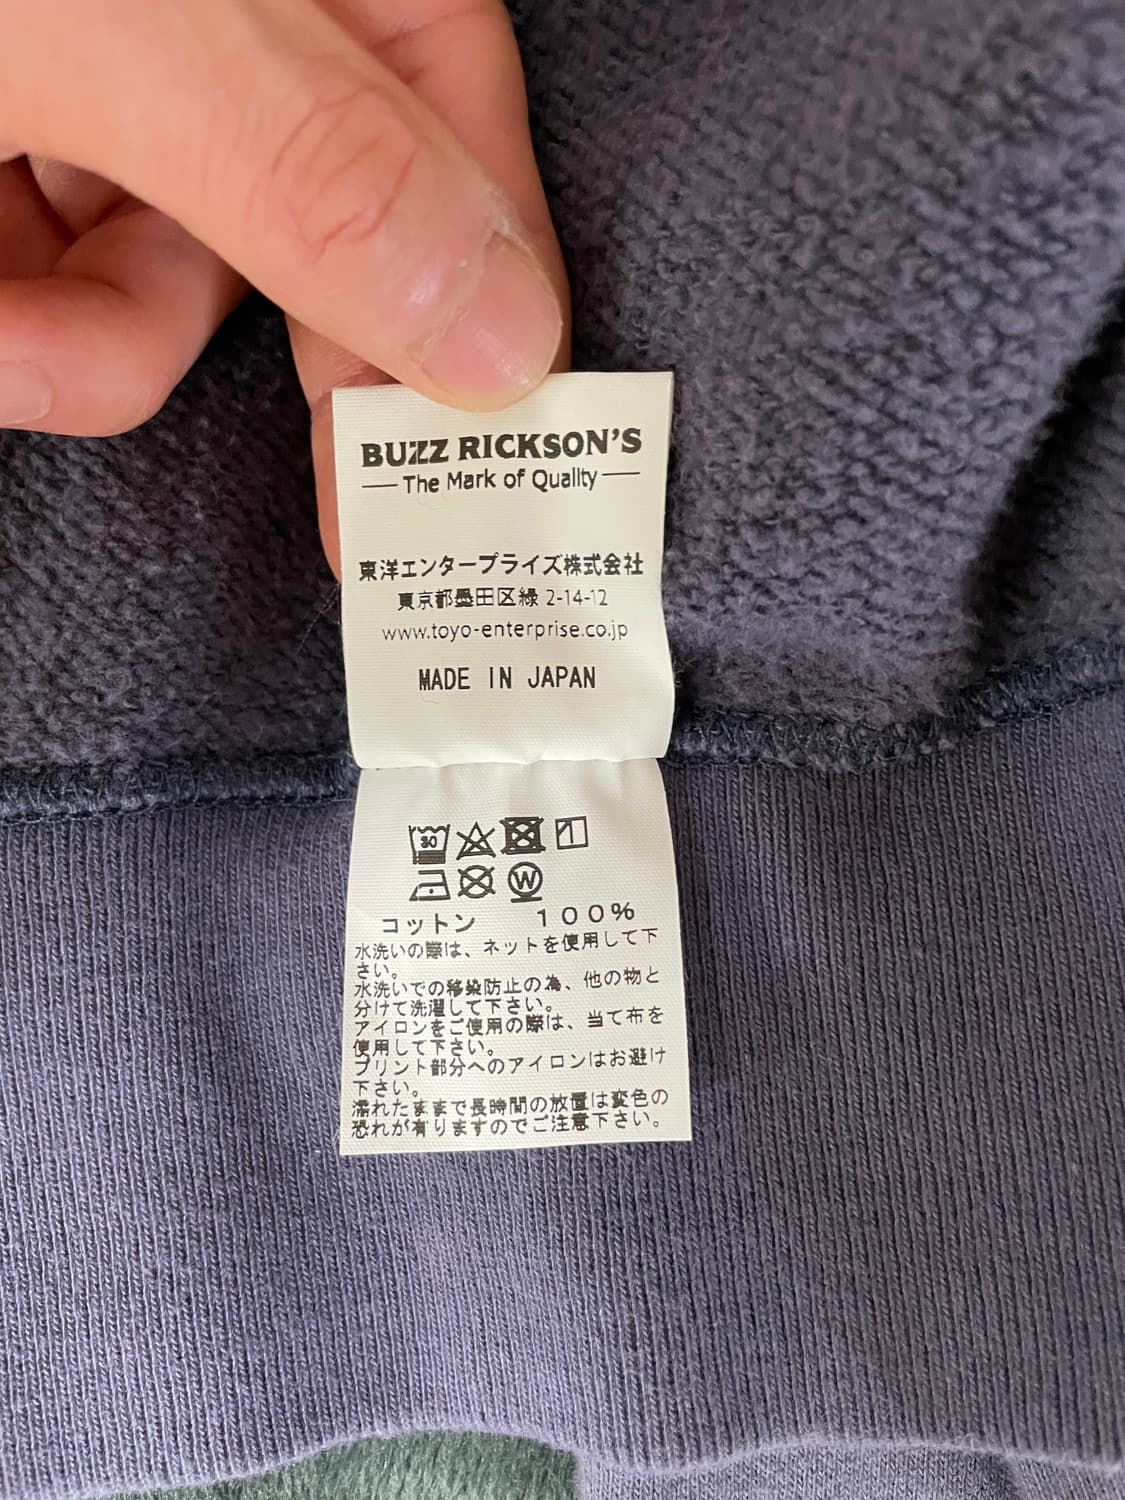 BUZZ RICKSON'S
The Mark of Quality
東洋エンタープライズ株式会社
東京都墨田区緑 2-14-12
www.toyo-enterprise.co.jp
MADE IN JAPAN
30
W
コットン 100%
水洗いの際は、ネットを使用して下
さい。
水洗いでの移染防止の為、他の物と
分けて洗濯して下さい。
アイロンをご使用の際は、当て布を
使用して下さい。
プリント部分へのアイロンはお避け
下さい。
濡れたままで長時間の放置は変色の
恐れが有りますのでご注意下さい。